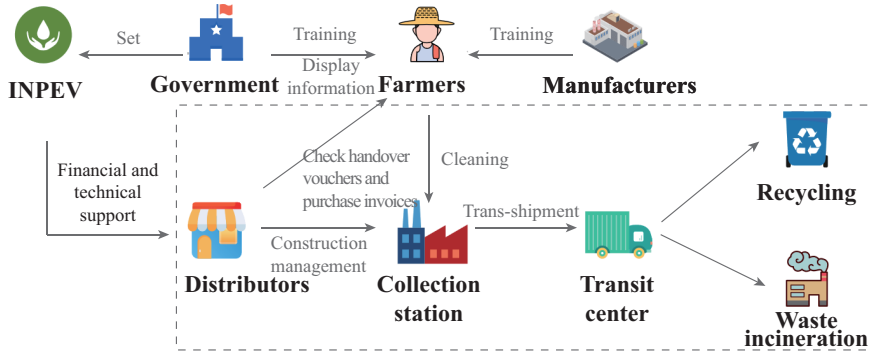 Set
Training
Training
INPEV
Government
Display
information
Farmers
Manufacturers
Financial and
technical
support
Check handover
vouchers and
purchase invoices
Cleaning
Recycling
Trans-shipment
Construction
management
Distributors
Collection
station
Transit
center
Waste
incineration